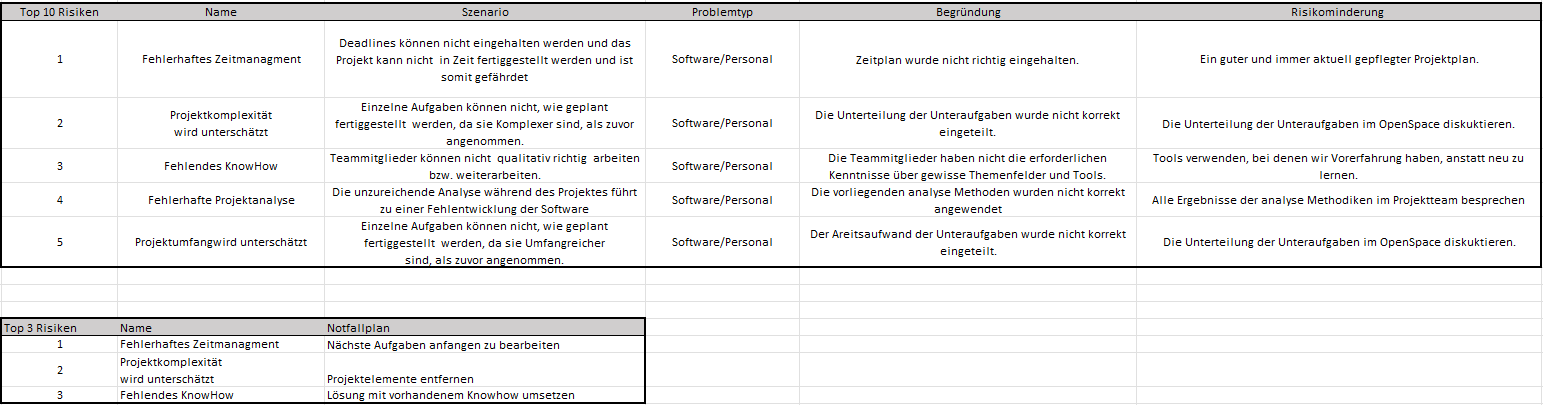 Top 10 Risiken Name Szenario Problemtyp Begründung Risikominderung
1 Fehlerhaftes Zeitmanagment
Deadlines können nicht eingehalten werden und das
Projekt kann nicht in Zeit fertiggestellt werden und ist
somit gefährdet
Software/Personal
Zeitplan wurde nicht richtig eingehalten.
Ein guter und immer aktuell gepflegter Projektplan.
2
Projektkomplexität
wird unterschätzt
Einzelne Aufgaben können nicht, wie geplant
fertiggestellt werden, da sie Komplexer sind, als zuvor
angenommen.
Software/Personal
Die Unterteilung der Unteraufgaben wurde nicht korrekt
eingeteilt.
Die Unterteilung der Unteraufgaben im OpenSpace diskuktieren.
3 Fehlendes KnowHow
Teammitglieder können nicht qualitativ richtig arbeiten
bzw. weiterarbeiten.
Software/Personal
Die Teammitglieder haben nicht die erforderlichen
Kenntnisse über gewisse Themenfelder und Tools.
Tools verwenden, bei denen wir Vorerfahrung haben, anstatt neu zu
lernen.
4 Fehlerhafte Projektanalyse
Die unzureichende Analyse während des Projektes führt
zu einer Fehlentwicklung der Software
Software/Personal
Die vorliegenden analyse Methoden wurden nicht korrekt
angewendet
Alle Ergebnisse der analyse Methodiken im Projektteam besprechen
5 Projektumfangwird unterschätzt
Einzelne Aufgaben können nicht, wie geplant
fertiggestellt werden, da sie Umfangreicher
sind, als zuvor angenommen.
Software/Personal
Der Areitsaufwand der Unteraufgaben wurde nicht korrekt
eingeteilt.
Die Unterteilung der Unteraufgaben im OpenSpace diskuktieren.
Top 3 Risiken Name Notfallplan
1 Fehlerhaftes Zeitmanagment Nächste Aufgaben anfangen zu bearbeiten
2
Projektkomplexität
wird unterschätzt
Projektelemente entfernen
3 Fehlendes KnowHow Lösung mit vorhandenem Knowhow umsetzen